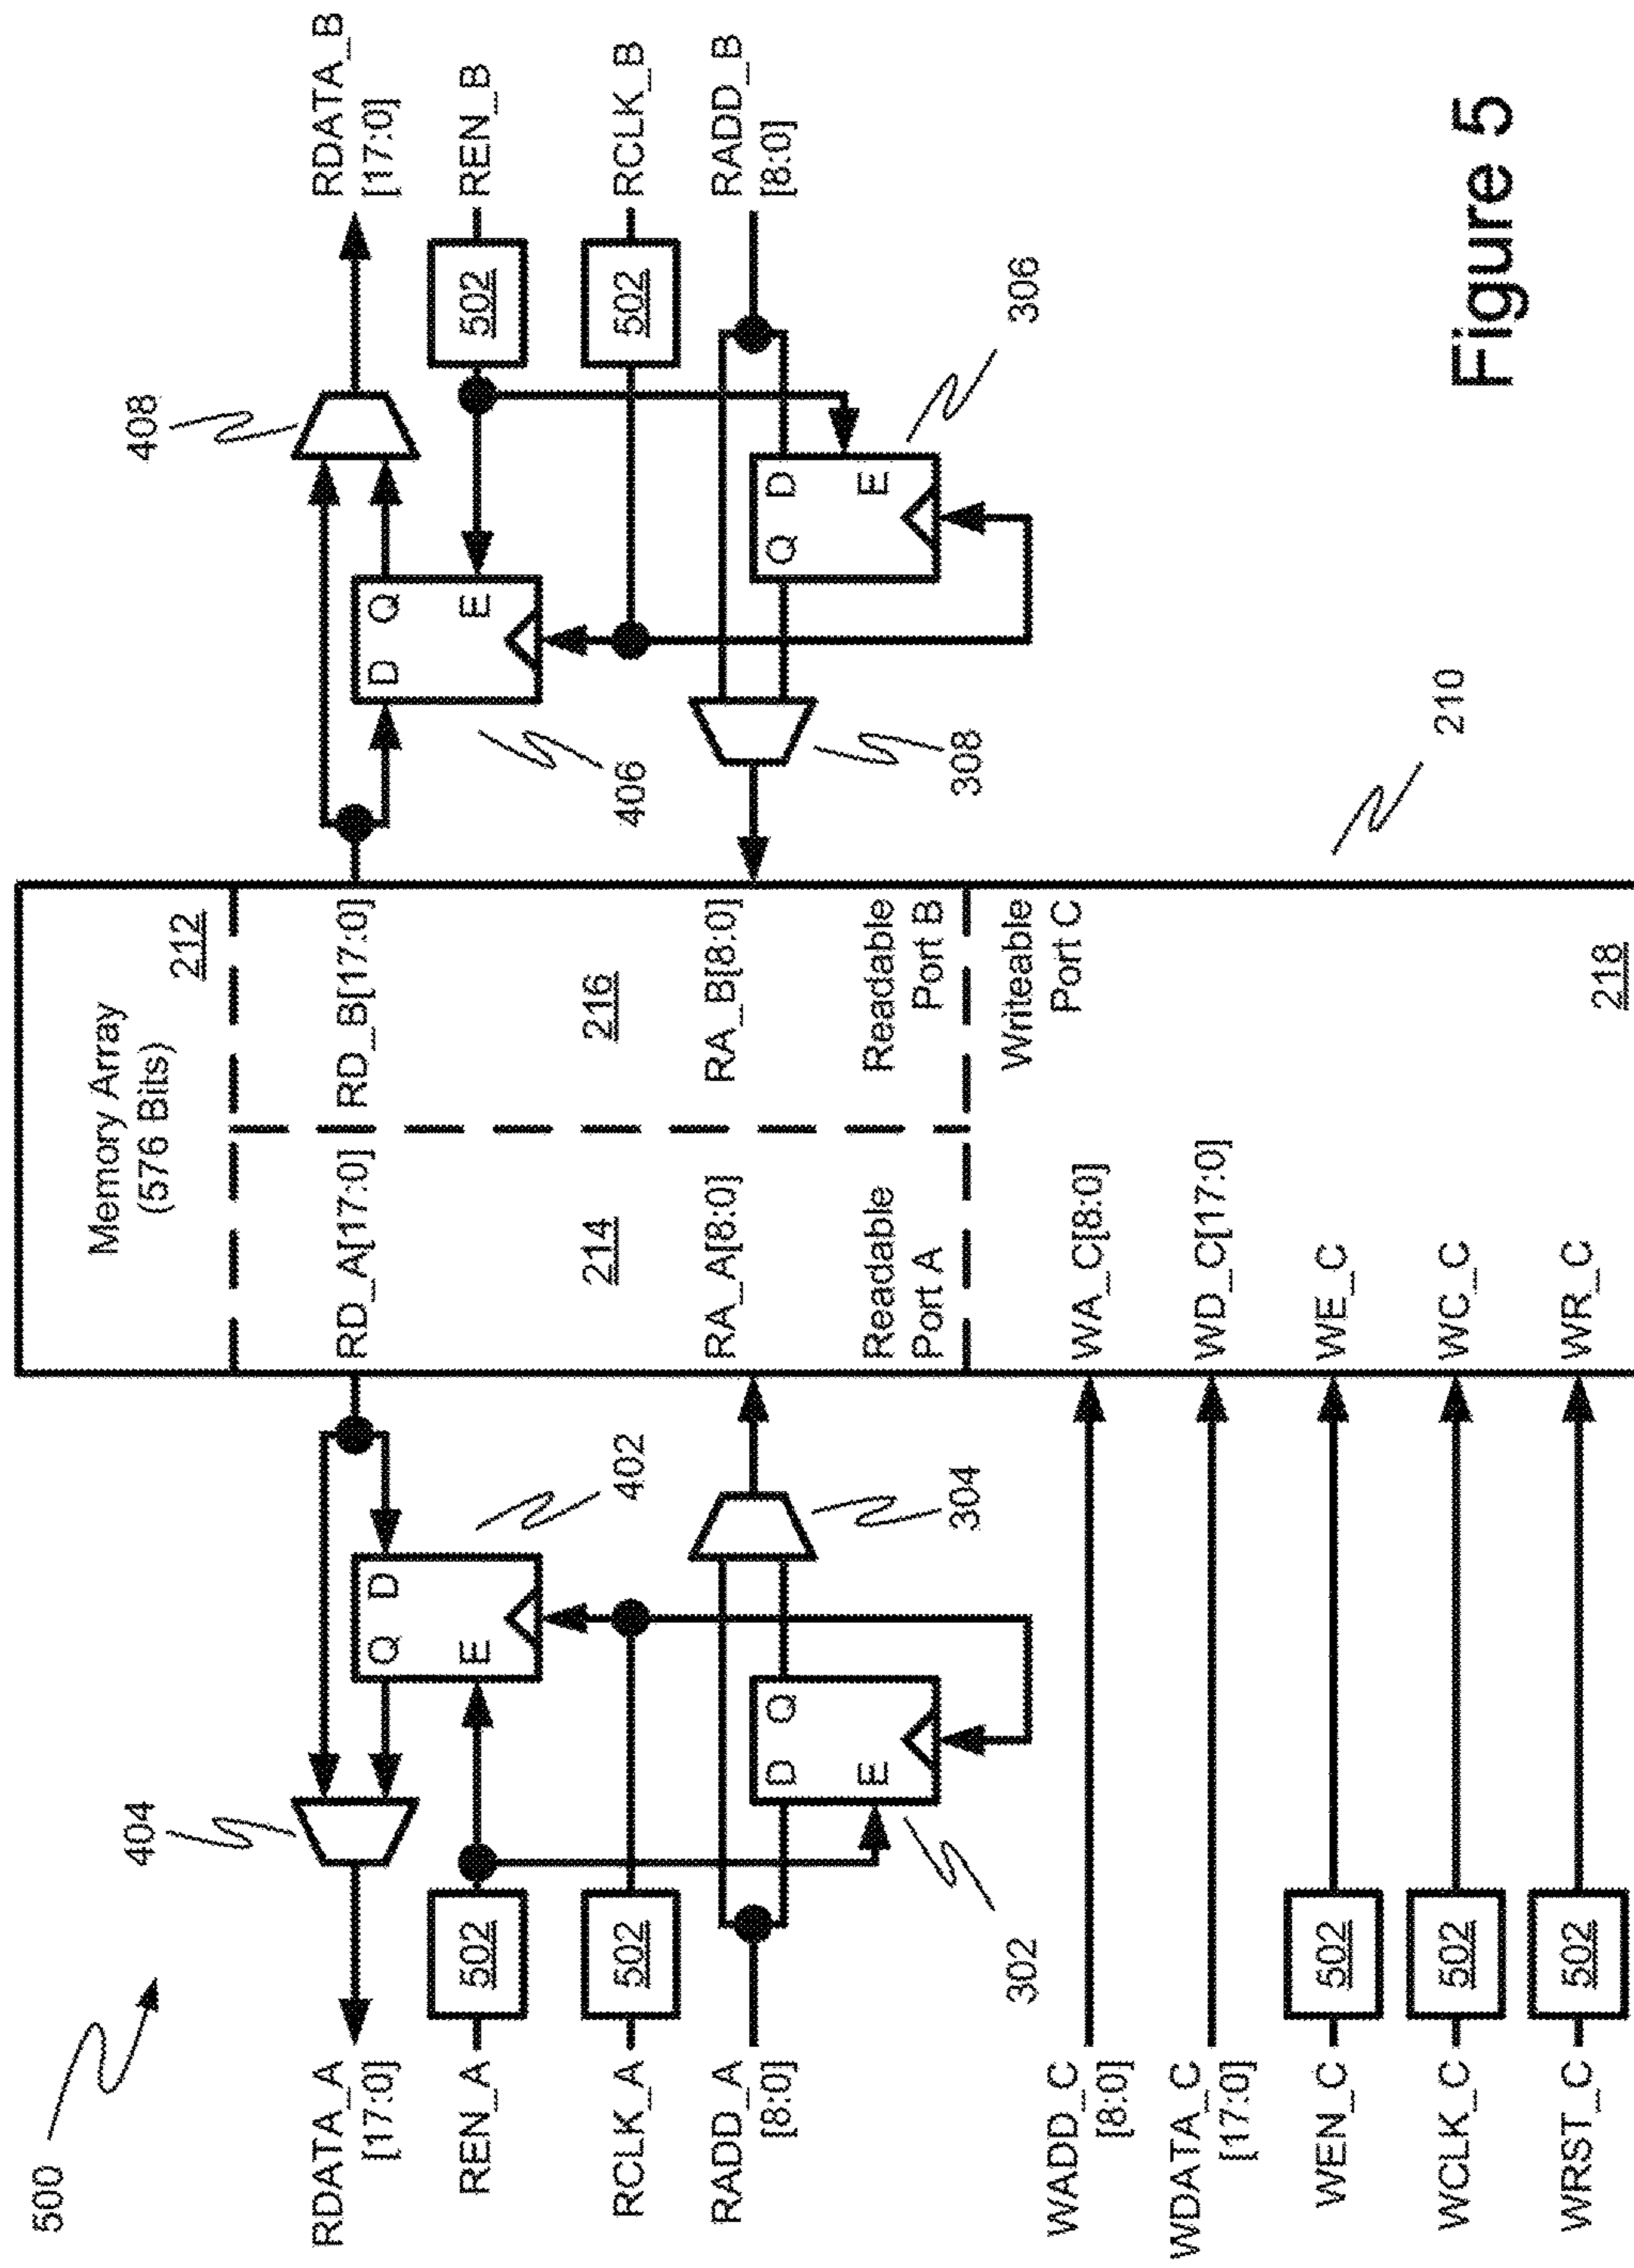 500
404
408
RDATA_A
[17:0]
REN_A
502
RCLK_A
502
RADD_A
[8:0]
Q
D
E
402
D
Q
E
302
304
Memory Array
(576 Bits)
212
RD_A[17:0]
RD_B[17:0]
214
216
RA_A[8:0]
RA_B[8:0]
Readable
Port A
Readable
Port B
RDATA_B
[17:0]
502
REN_B
502
RCLK_B
RADD_B
[8:0]
D
Q
E
406
Q
D
E
306
308
WADD_C
[8:0]
WA_C[8:0]
Writeable
Port C
WDATA_C
[17:0]
WD_C[17:0]
WEN_C
502
WE_C
210
WCLK_C
502
WC_C
WRST_C
502
WR_C
218
Figure 5